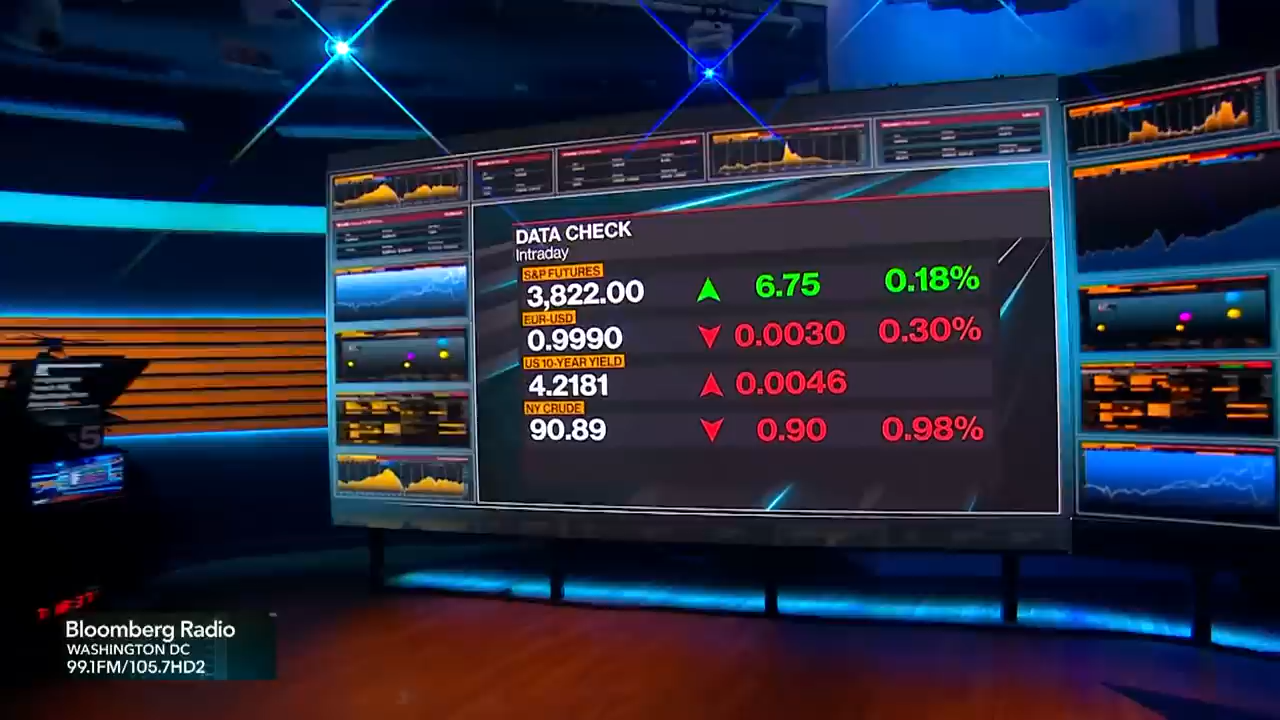 DATA CHECK
Intraday
S&P FUTURES
3,822.00 ▲ 6.75 0.18%
EUR-USD
0.9990 ▼ 0.0030 0.30%
US 10-YEAR YIELD
4.2181 ▲ 0.0046
NY CRUDE
90.89 ▼ 0.90 0.98%
5
Bloomberg Radio
WASHINGTON DC
99.1FM/105.7HD2